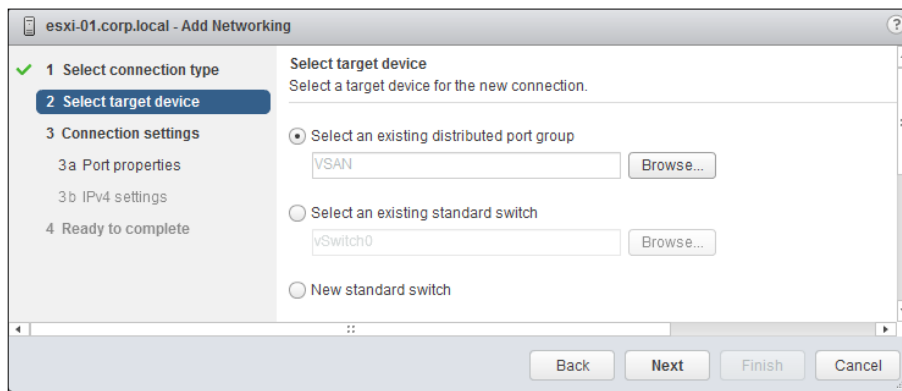 esxi-01.corp.local - Add Networking
?
1 Select connection type
2 Select target device
3 Connection settings
3a Port properties
3b IPv4 settings
4 Ready to complete
Select target device
Select a target device for the new connection.
Select an existing distributed port group
VSAN
Browse...
Select an existing standard switch
vSwitch0
Browse...
New standard switch
Back
Next
Finish
Cancel